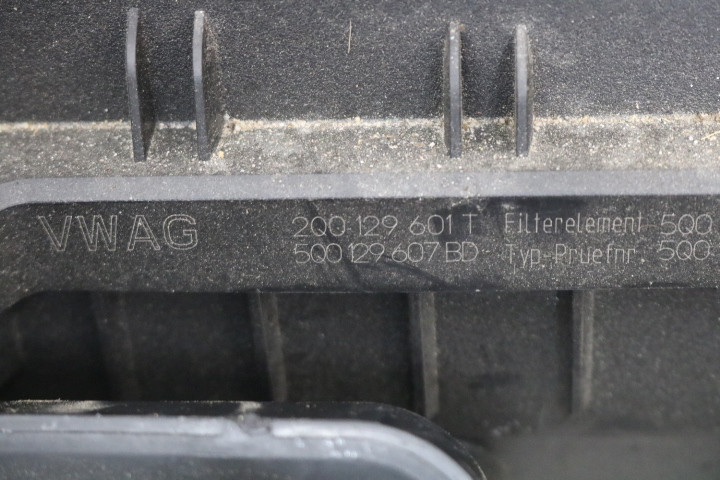 VWAG
2Q0 129 601 T Filterelement 5Q0
5Q0 129 607 BD Typ-Pruefnr. 5Q0